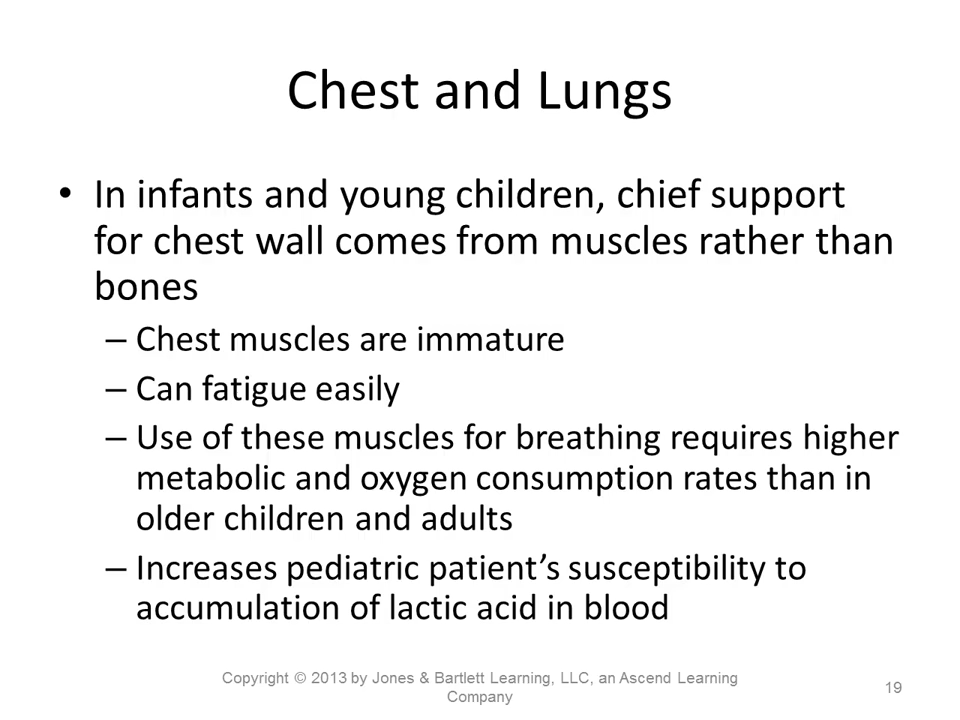 Chest and Lungs
• In infants and young children, chief support
for chest wall comes from muscles rather than
bones
– Chest muscles are immature
– Can fatigue easily
– Use of these muscles for breathing requires higher
metabolic and oxygen consumption rates than in
older children and adults
– Increases pediatric patient’s susceptibility to
accumulation of lactic acid in blood
Copyright © 2013 by Jones & Bartlett Learning, LLC, an Ascend Learning
Company
19